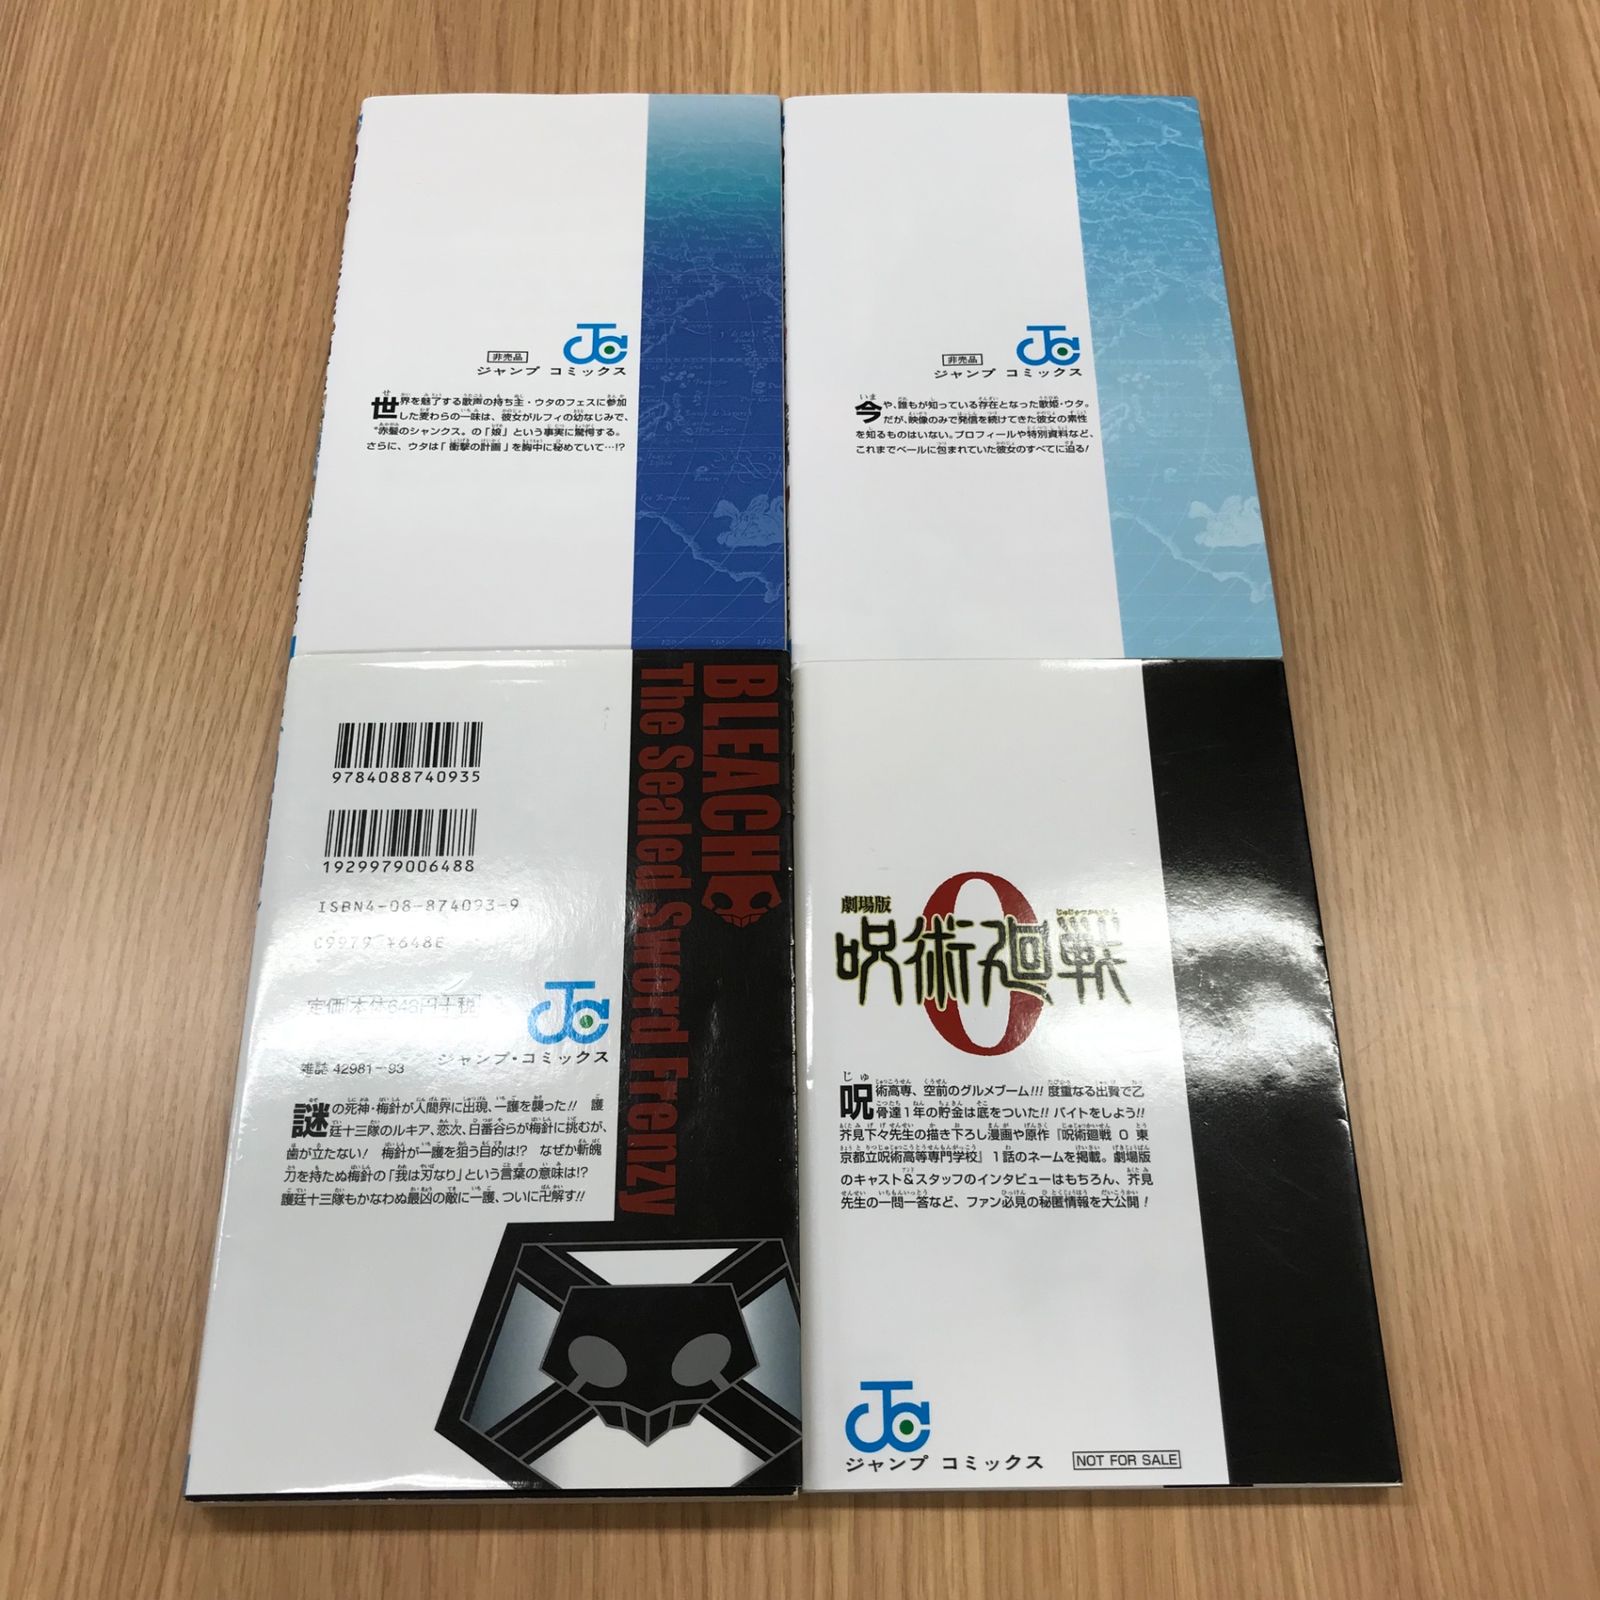 非売品
ジャンプ コミックス
世界を魅了する歌声の持ち主・ウタのフェスに参加
した麦わらの一味は、彼女がルフィの幼なじみで、
"赤髪のシャンクス"の「娘」という事実に驚愕する。
さらに、ウタは「衝撃の計画」を胸中に秘めていて…!?
非売品
ジャンプ コミックス
今や、誰もが知っている存在となった歌姫・ウタ。
だが、映像のみで発信を続けてきた彼女の素性
を知るものはいない。プロフィールや特別資料など、
これまでベールに包まれていた彼女のすべてに迫る!
BLEACH
The Sealed Sword Frenzy
9784088740935
1929979006488
ISBN4-08-874093-9
C9979 ¥648E
定価 本体648円+税
ジャンプ・コミックス
雑誌 42981-93
謎の死神・梅針が人間界に出現、一護を襲った!! 護
廷十三隊のルキア、恋次、日番谷らが梅針に挑むが、
歯が立たない! 梅針が一護を狙う目的は!? なぜか斬魄
刀を持たぬ梅針の「我は刃なり」という言葉の意味は!?
護廷十三隊もかなわぬ最凶の敵に一護、ついに卍解す!!
劇場版
呪術廻戦
0
呪術高専、空前のグルメブーム!!! 度重なる出費で乙
骨達1年の貯金は底をついた!! バイトをしよう!!
芥見下々先生の描き下ろし漫画や原作『呪術廻戦 0 東
京都立呪術高等専門学校』1話のネームを掲載。劇場版
のキャスト&スタッフのインタビューはもちろん、芥見
先生の一問一答など、ファン必見の秘匿情報を大公開!
ジャンプ コミックス
NOT FOR SALE